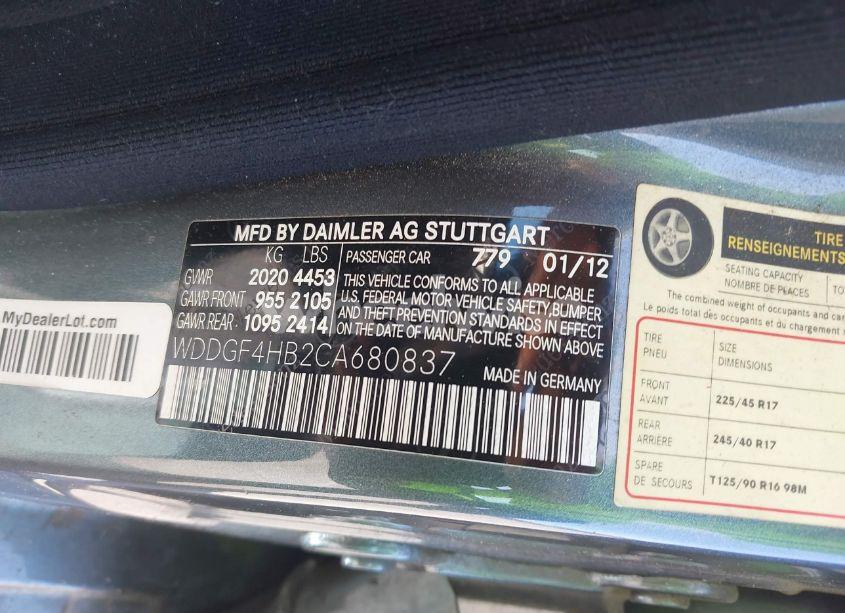 MFD BY DAIMLER AG STUTTGART
KG LBS
GVWR 2020 4453
GAWR FRONT 955 2105
GAWR REAR 1095 2414
PASSENGER CAR 779 01/12
THIS VEHICLE CONFORMS TO ALL APPLICABLE
U.S. FEDERAL MOTOR VEHICLE SAFETY, BUMPER
AND THEFT PREVENTION STANDARDS IN EFFECT
ON THE DATE OF MANUFACTURE SHOWN ABOVE
WDDGF4HB2CA680837
MADE IN GERMANY
MyDealerLot.com
TIRE
RENSEIGNEMENTS
SEATING CAPACITY
NOMBRE DE PLACES
The combined weight of occupants and
Le poids total des occupants et du chargement
TIRE
PNEU
SIZE
DIMENSIONS
FRONT
AVANT
225/45 R17
REAR
ARRIÈRE
245/40 R17
SPARE
DE SECOURS
T125/90 R16 98M